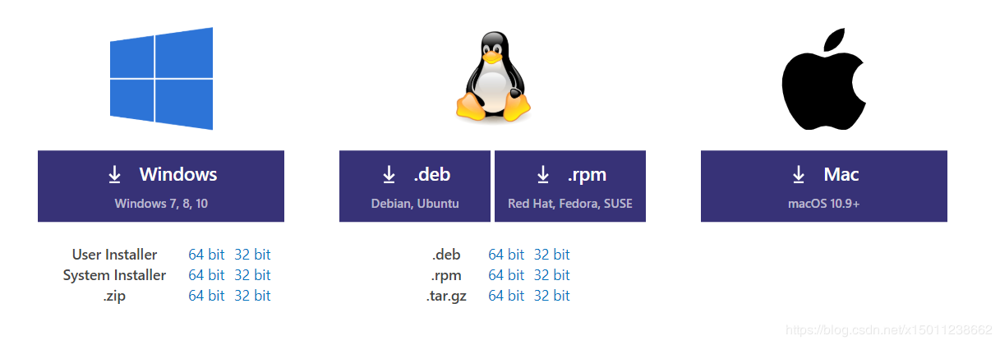 Windows
Windows 7, 8, 10
User Installer 64 bit 32 bit
System Installer 64 bit 32 bit
.zip 64 bit 32 bit
.deb
Debian, Ubuntu
.rpm
Red Hat, Fedora, SUSE
.deb 64 bit 32 bit
.rpm 64 bit 32 bit
.tar.gz 64 bit 32 bit
Mac
macOS 10.9+
https://blog.csdn.net/x15011238662